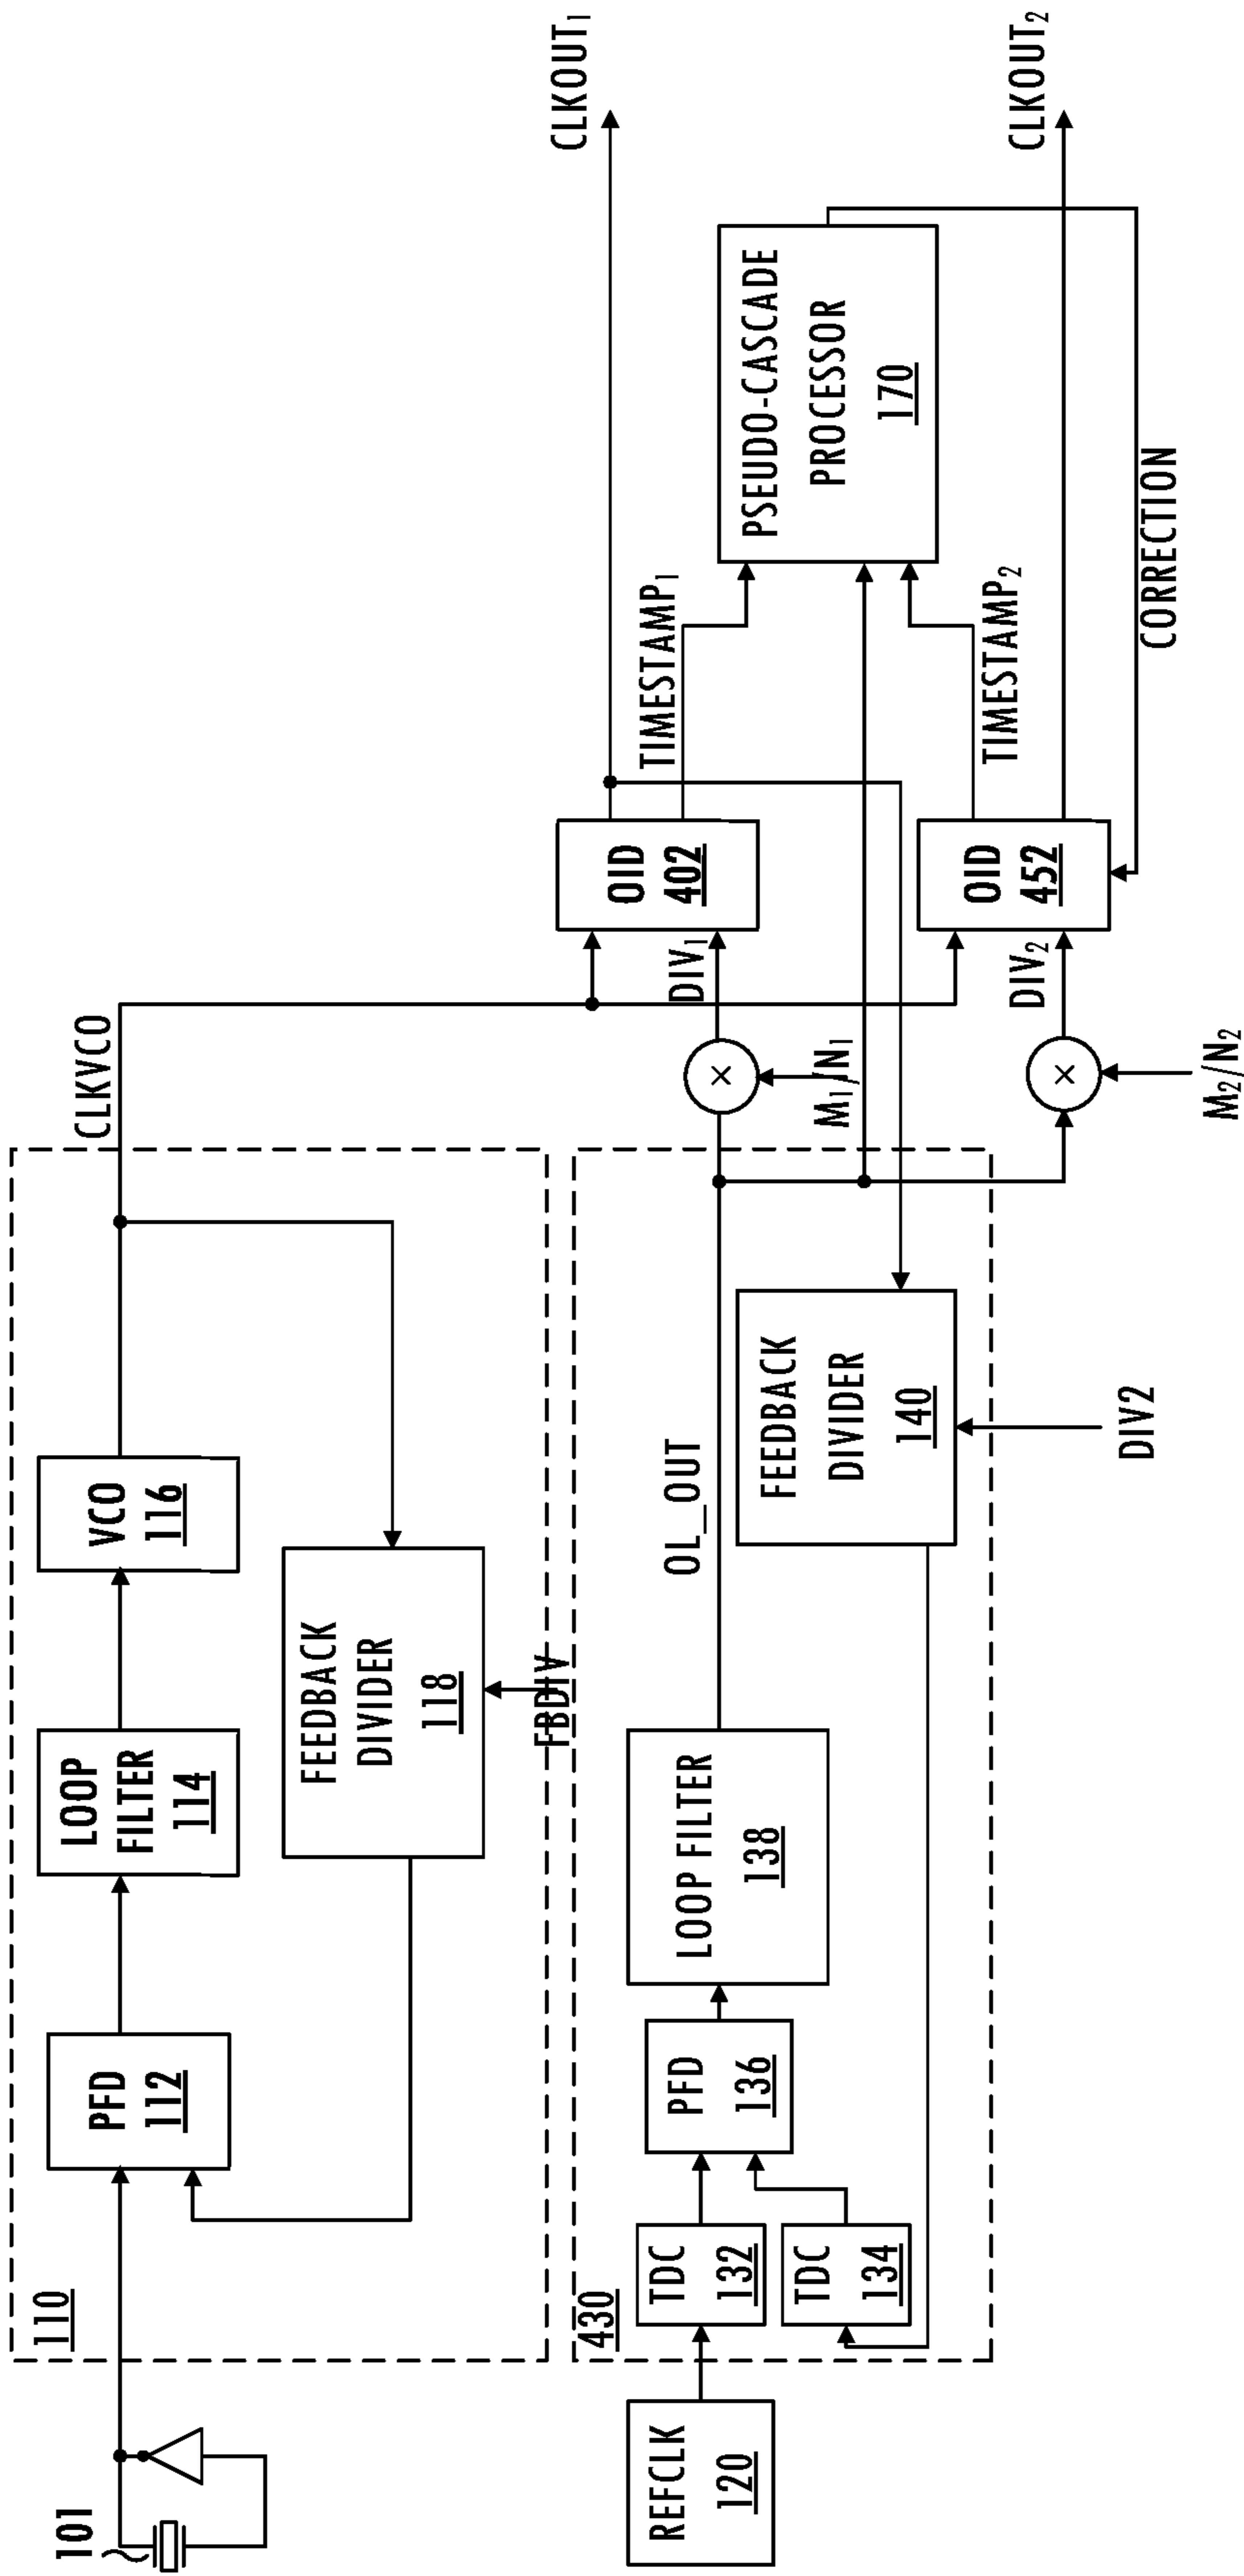 101
110
PFD
112
LOOP
FILTER
114
VCO
116
CLKVCO
FEEDBACK
DIVIDER
118
FBDIV
REFCLK
120
430
TDC
132
TDC
134
PFD
136
LOOP FILTER
138
OL_OUT
FEEDBACK
DIVIDER
140
DIV2
M₁/N₁
DIV₁
M₂/N₂
DIV₂
OID
402
OID
452
TIMESTAMP₁
TIMESTAMP₂
PSEUDO-CASCADE
PROCESSOR
170
CORRECTION
CLKOUT₁
CLKOUT₂